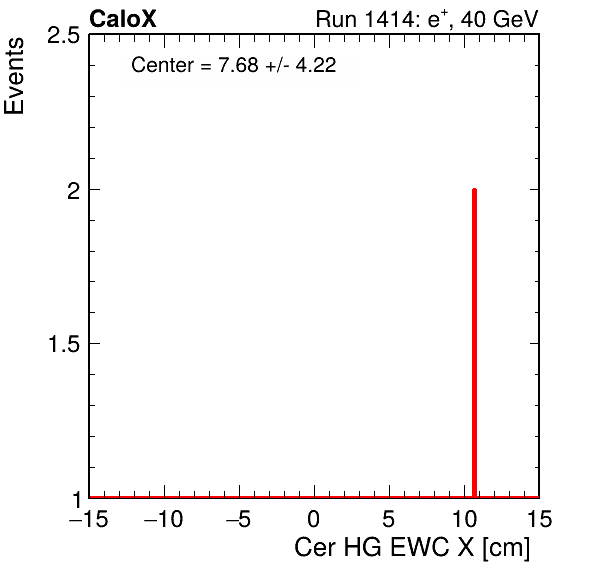 CaloX Run 1414: e⁺, 40 GeV
Events
Center = 7.68 +/- 4.22
2.5
2
1.5
1
−15 −10 −5 0 5 10 15
Cer HG EWC X [cm]